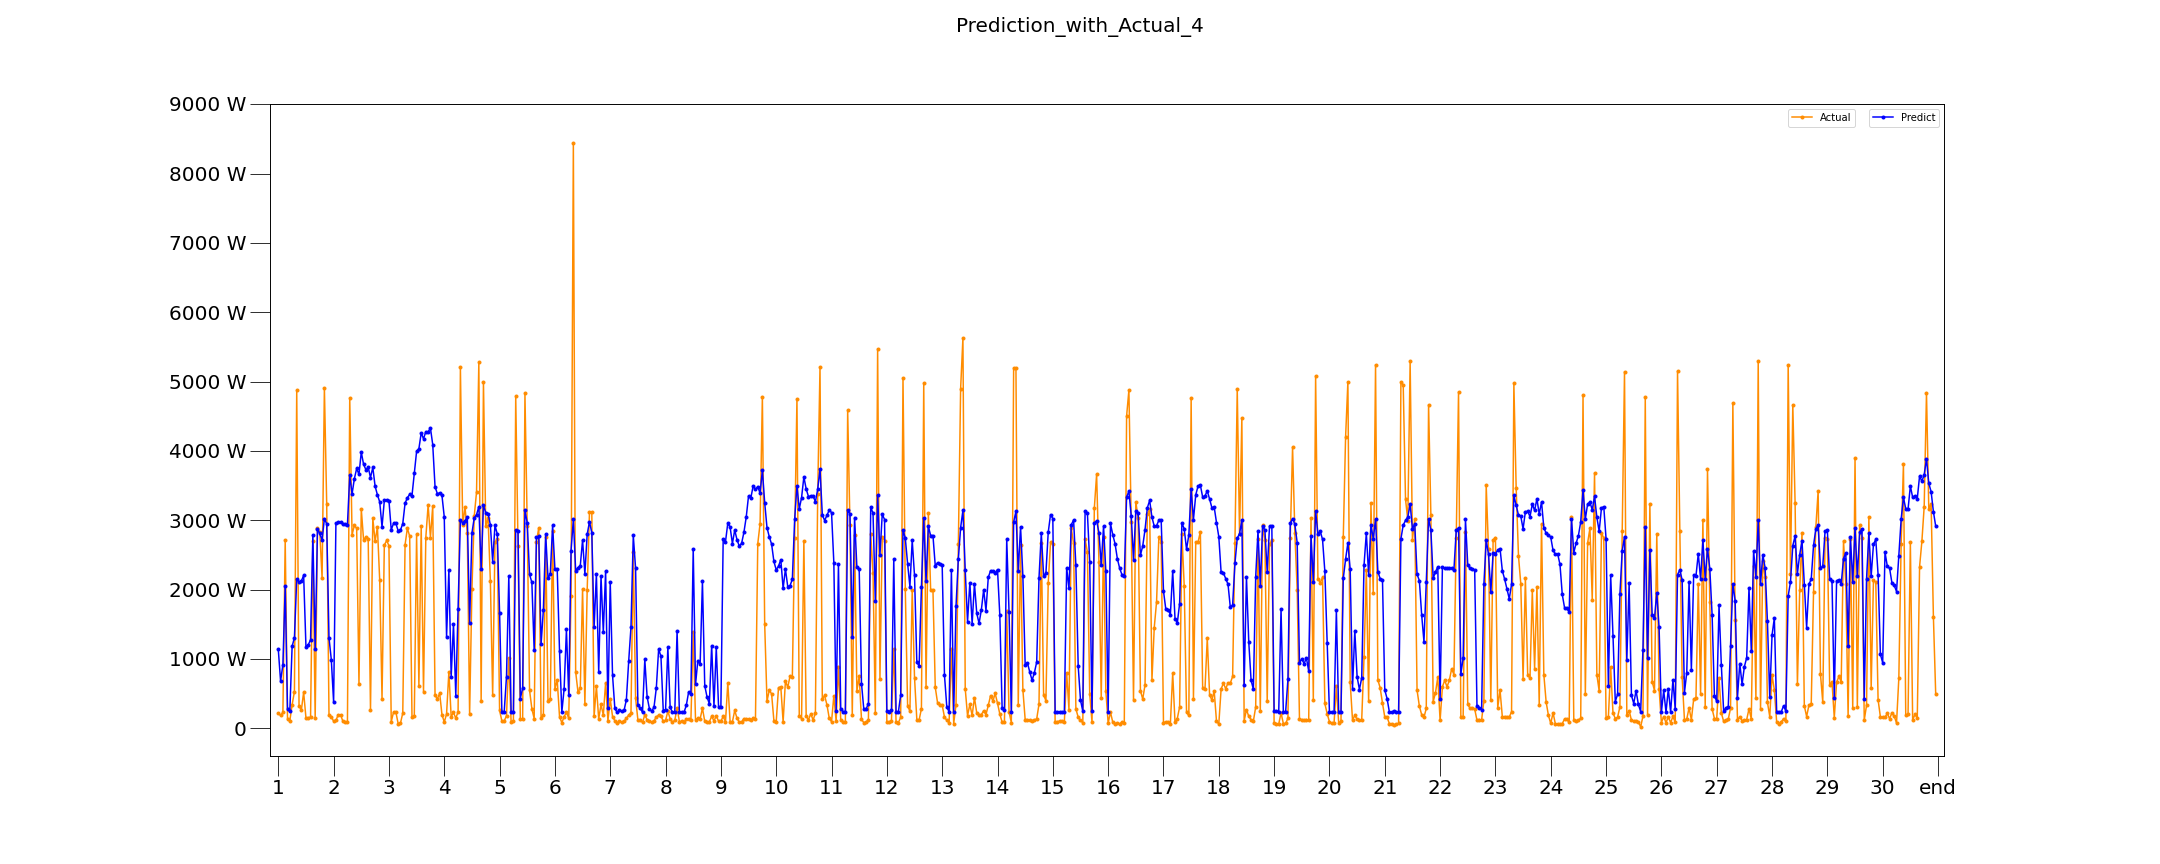 Prediction_with_Actual_4
Actual Predict
9000 W
8000 W
7000 W
6000 W
5000 W
4000 W
3000 W
2000 W
1000 W
0
1 2 3 4 5 6 7 8 9 10 11 12 13 14 15 16 17 18 19 20 21 22 23 24 25 26 27 28 29 30 end